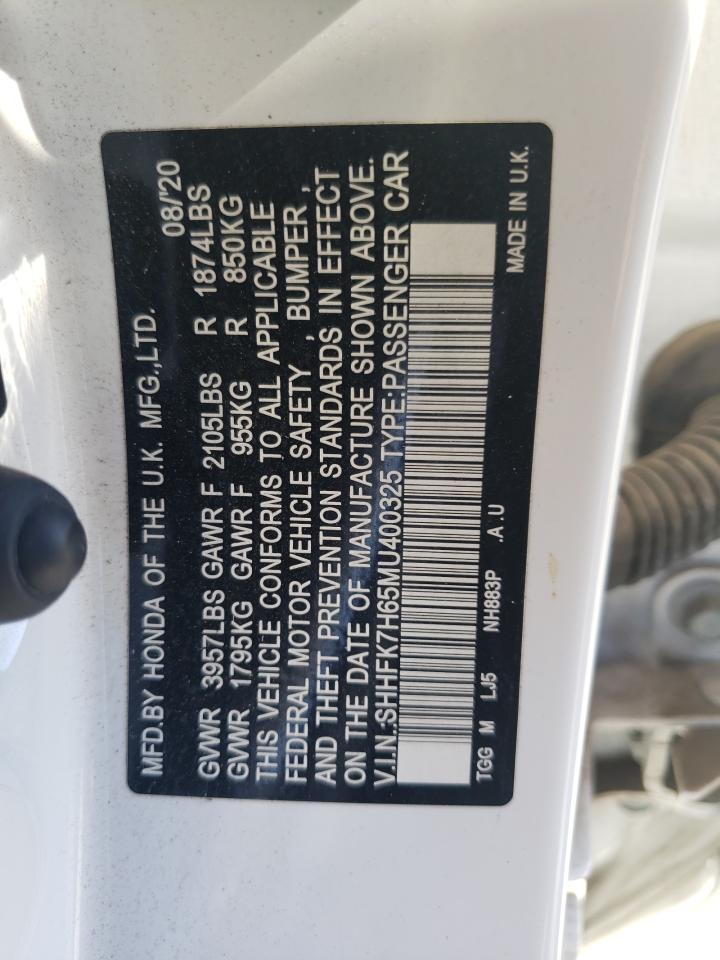 MFD.BY HONDA OF THE U.K. MFG.,LTD. 08/'20
GVWR 3957LBS GAWR F 2105LBS R 1874LBS
GVWR 1795KG GAWR F 955KG R 850KG
THIS VEHICLE CONFORMS TO ALL APPLICABLE
FEDERAL MOTOR VEHICLE SAFETY , BUMPER ,
AND THEFT PREVENTION STANDARDS IN EFFECT
ON THE DATE OF MANUFACTURE SHOWN ABOVE.
V.I.N.:SHHFK7H65MU400325 TYPE:PASSENGER CAR
TGG M LJ5 NH883P .A.U MADE IN U.K.